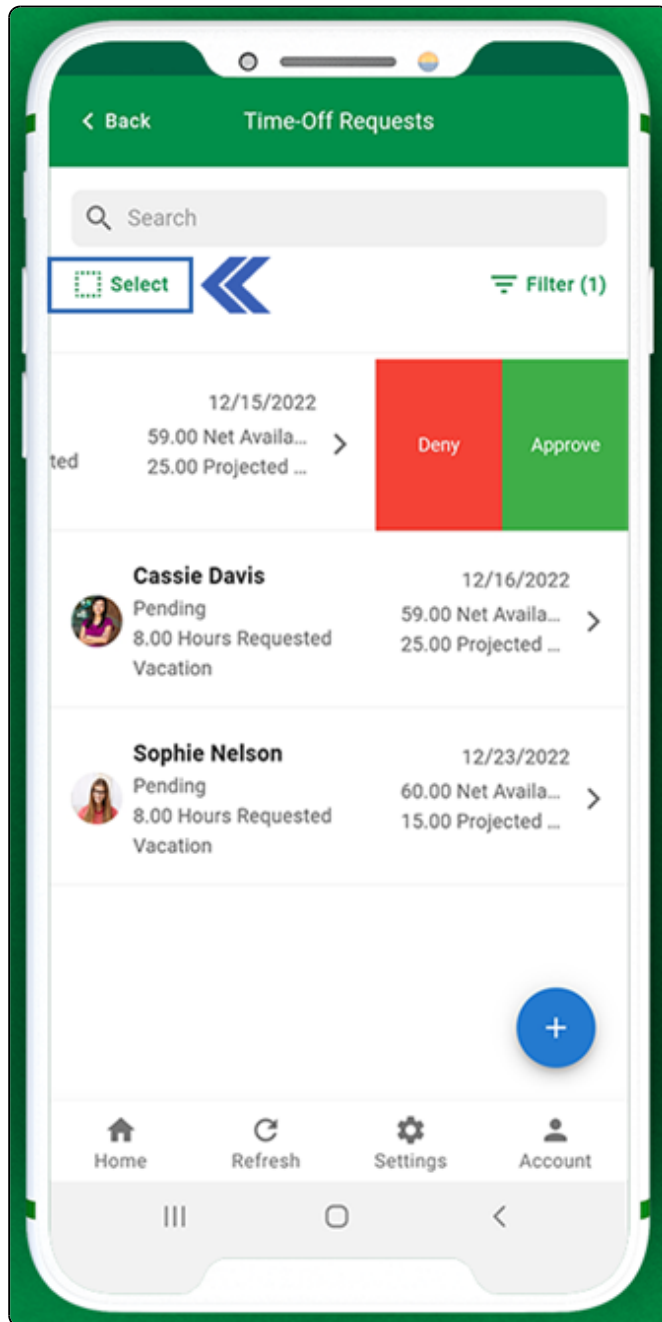 Back Time-Off Requests
Search
Select Filter (1)
12/15/2022
59.00 Net Availa...
ted 25.00 Projected ...
Deny Approve
Cassie Davis 12/16/2022
Pending 59.00 Net Availa...
8.00 Hours Requested 25.00 Projected ...
Vacation
Sophie Nelson 12/23/2022
Pending 60.00 Net Availa...
8.00 Hours Requested 15.00 Projected ...
Vacation
Home Refresh Settings Account